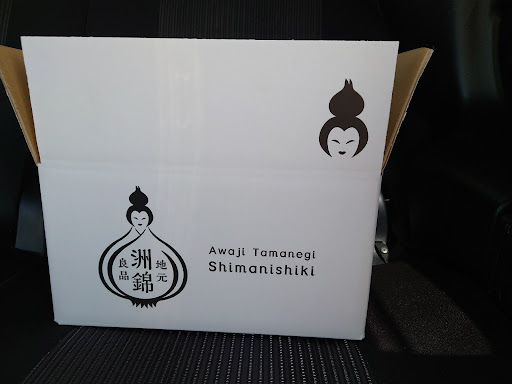 洲錦
地元
良品
Awaji Tamanegi
Shimanishiki